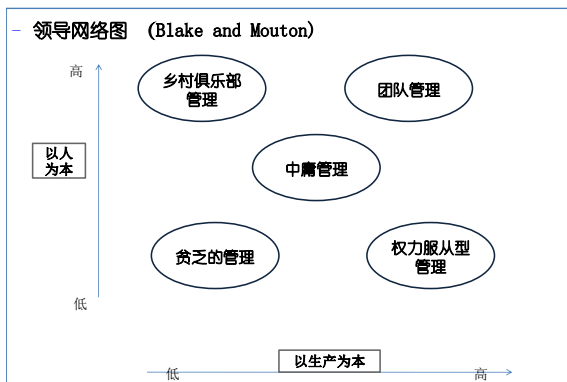 – 领导网络图 (Blake and Mouton)
高
乡村俱乐部
管理
团队管理
以人
为本
中庸管理
贫乏的管理
权力服从型
管理
低
以生产为本
低
高